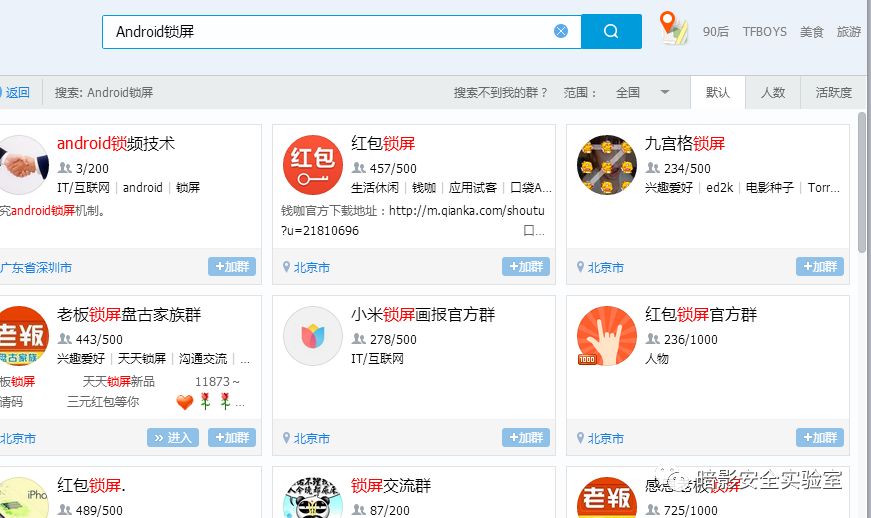 Android锁屏
90后 TFBOYS 美食 旅游
返回 搜索: Android锁屏 搜索不到我的群？ 范围： 全国 默认 人数 活跃度
android锁频技术
3/200
IT/互联网 | android | 锁屏
究android锁屏机制。
广东省深圳市 +加群
红包
红包锁屏
457/500
生活休闲 | 钱咖 | 应用试客 | 口袋A...
钱咖官方下载地址：http://m.qianka.com/shoutu
?u=21810696 口...
北京市 +加群
九宫格锁屏
234/500
兴趣爱好 | ed2k | 电影种子 | Torr...
北京市 +加群
老板
盘古家族
老板锁屏盘古家族群
443/500
兴趣爱好 | 天天锁屏 | 沟通交流 | ...
板锁屏 天天锁屏新品 11873～
请码 三元红包等你 ...
北京市 » 进入 +加群
小米锁屏画报官方群
278/500
IT/互联网
北京市 +加群
1000
红包锁屏官方群
236/1000
人物
北京市 +加群
iPho
红包锁屏.
489/500
锁屏交流群
87/200
老板
感恩老板锁屏
725/1000
暗影安全实验室